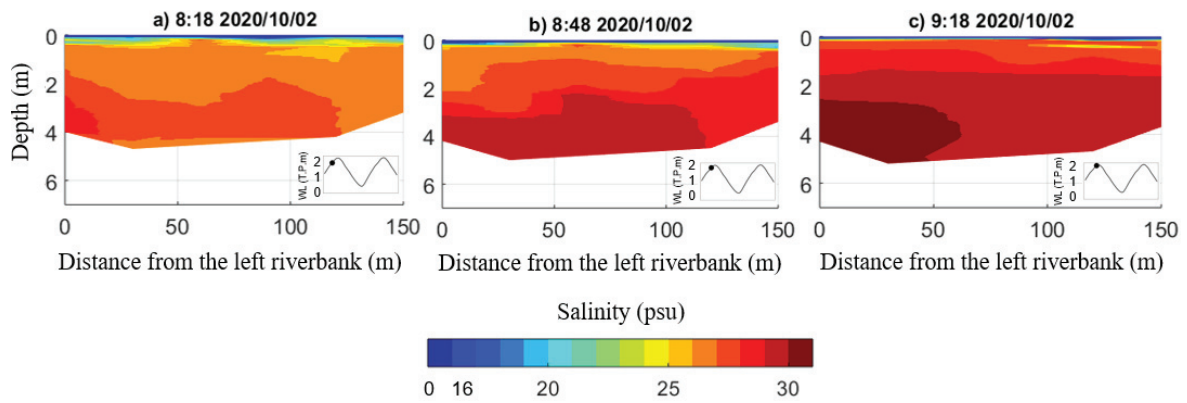 a) 8:18 2020/10/02
b) 8:48 2020/10/02
c) 9:18 2020/10/02
Depth (m)
0
2
4
6
0
2
4
6
0
2
4
6
WL (T.P.m)
2
1
0
WL (T.P.m)
2
1
0
WL (T.P.m)
2
1
0
0 50 100 150
0 50 100 150
0 50 100 150
Distance from the left riverbank (m)
Distance from the left riverbank (m)
Distance from the left riverbank (m)
Salinity (psu)
0 16 20 25 30